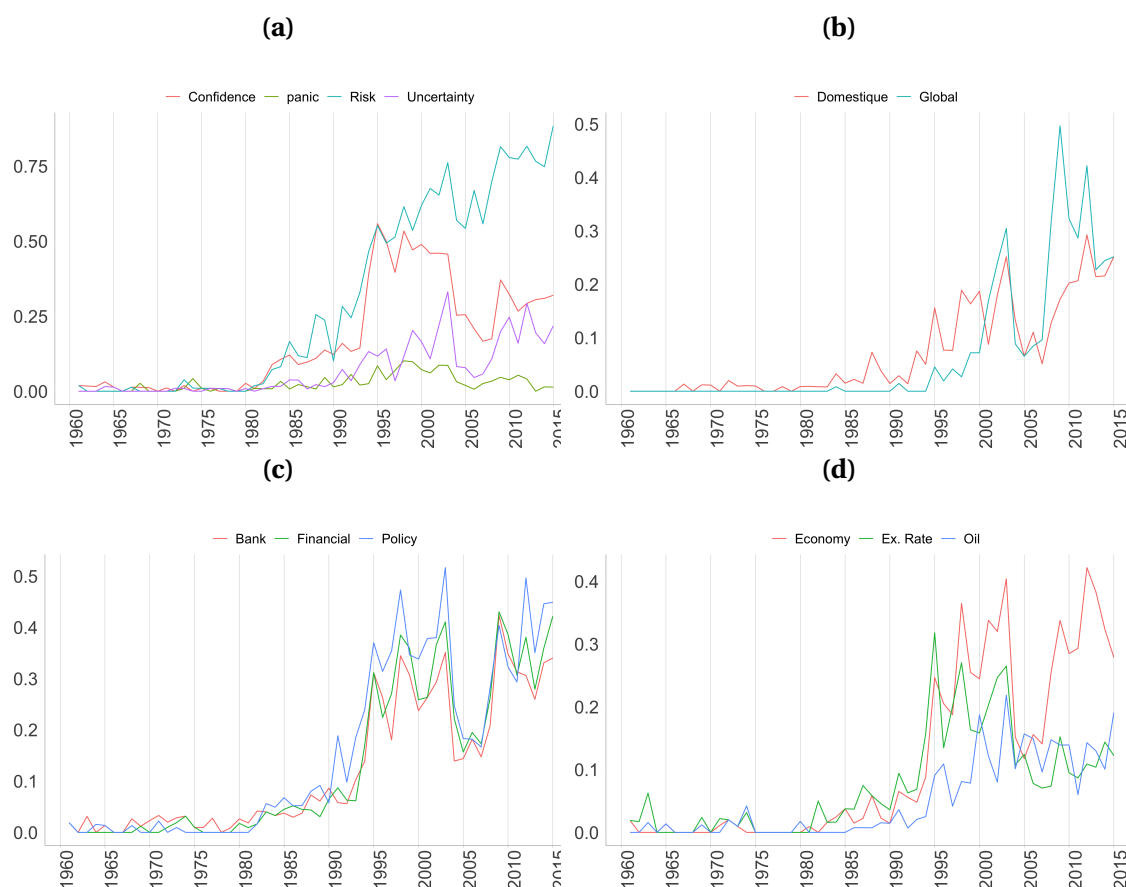 (a)
Confidence panic Risk Uncertainty
0.75
0.50
0.25
0.00
1960 1965 1970 1975 1980 1985 1990 1995 2000 2005 2010 2015
(b)
Domestique Global
0.5
0.4
0.3
0.2
0.1
0.0
1960 1965 1970 1975 1980 1985 1990 1995 2000 2005 2010 2015
(c)
Bank Financial Policy
0.5
0.4
0.3
0.2
0.1
0.0
1960 1965 1970 1975 1980 1985 1990 1995 2000 2005 2010 2015
(d)
Economy Ex. Rate Oil
0.4
0.3
0.2
0.1
0.0
1960 1965 1970 1975 1980 1985 1990 1995 2000 2005 2010 2015